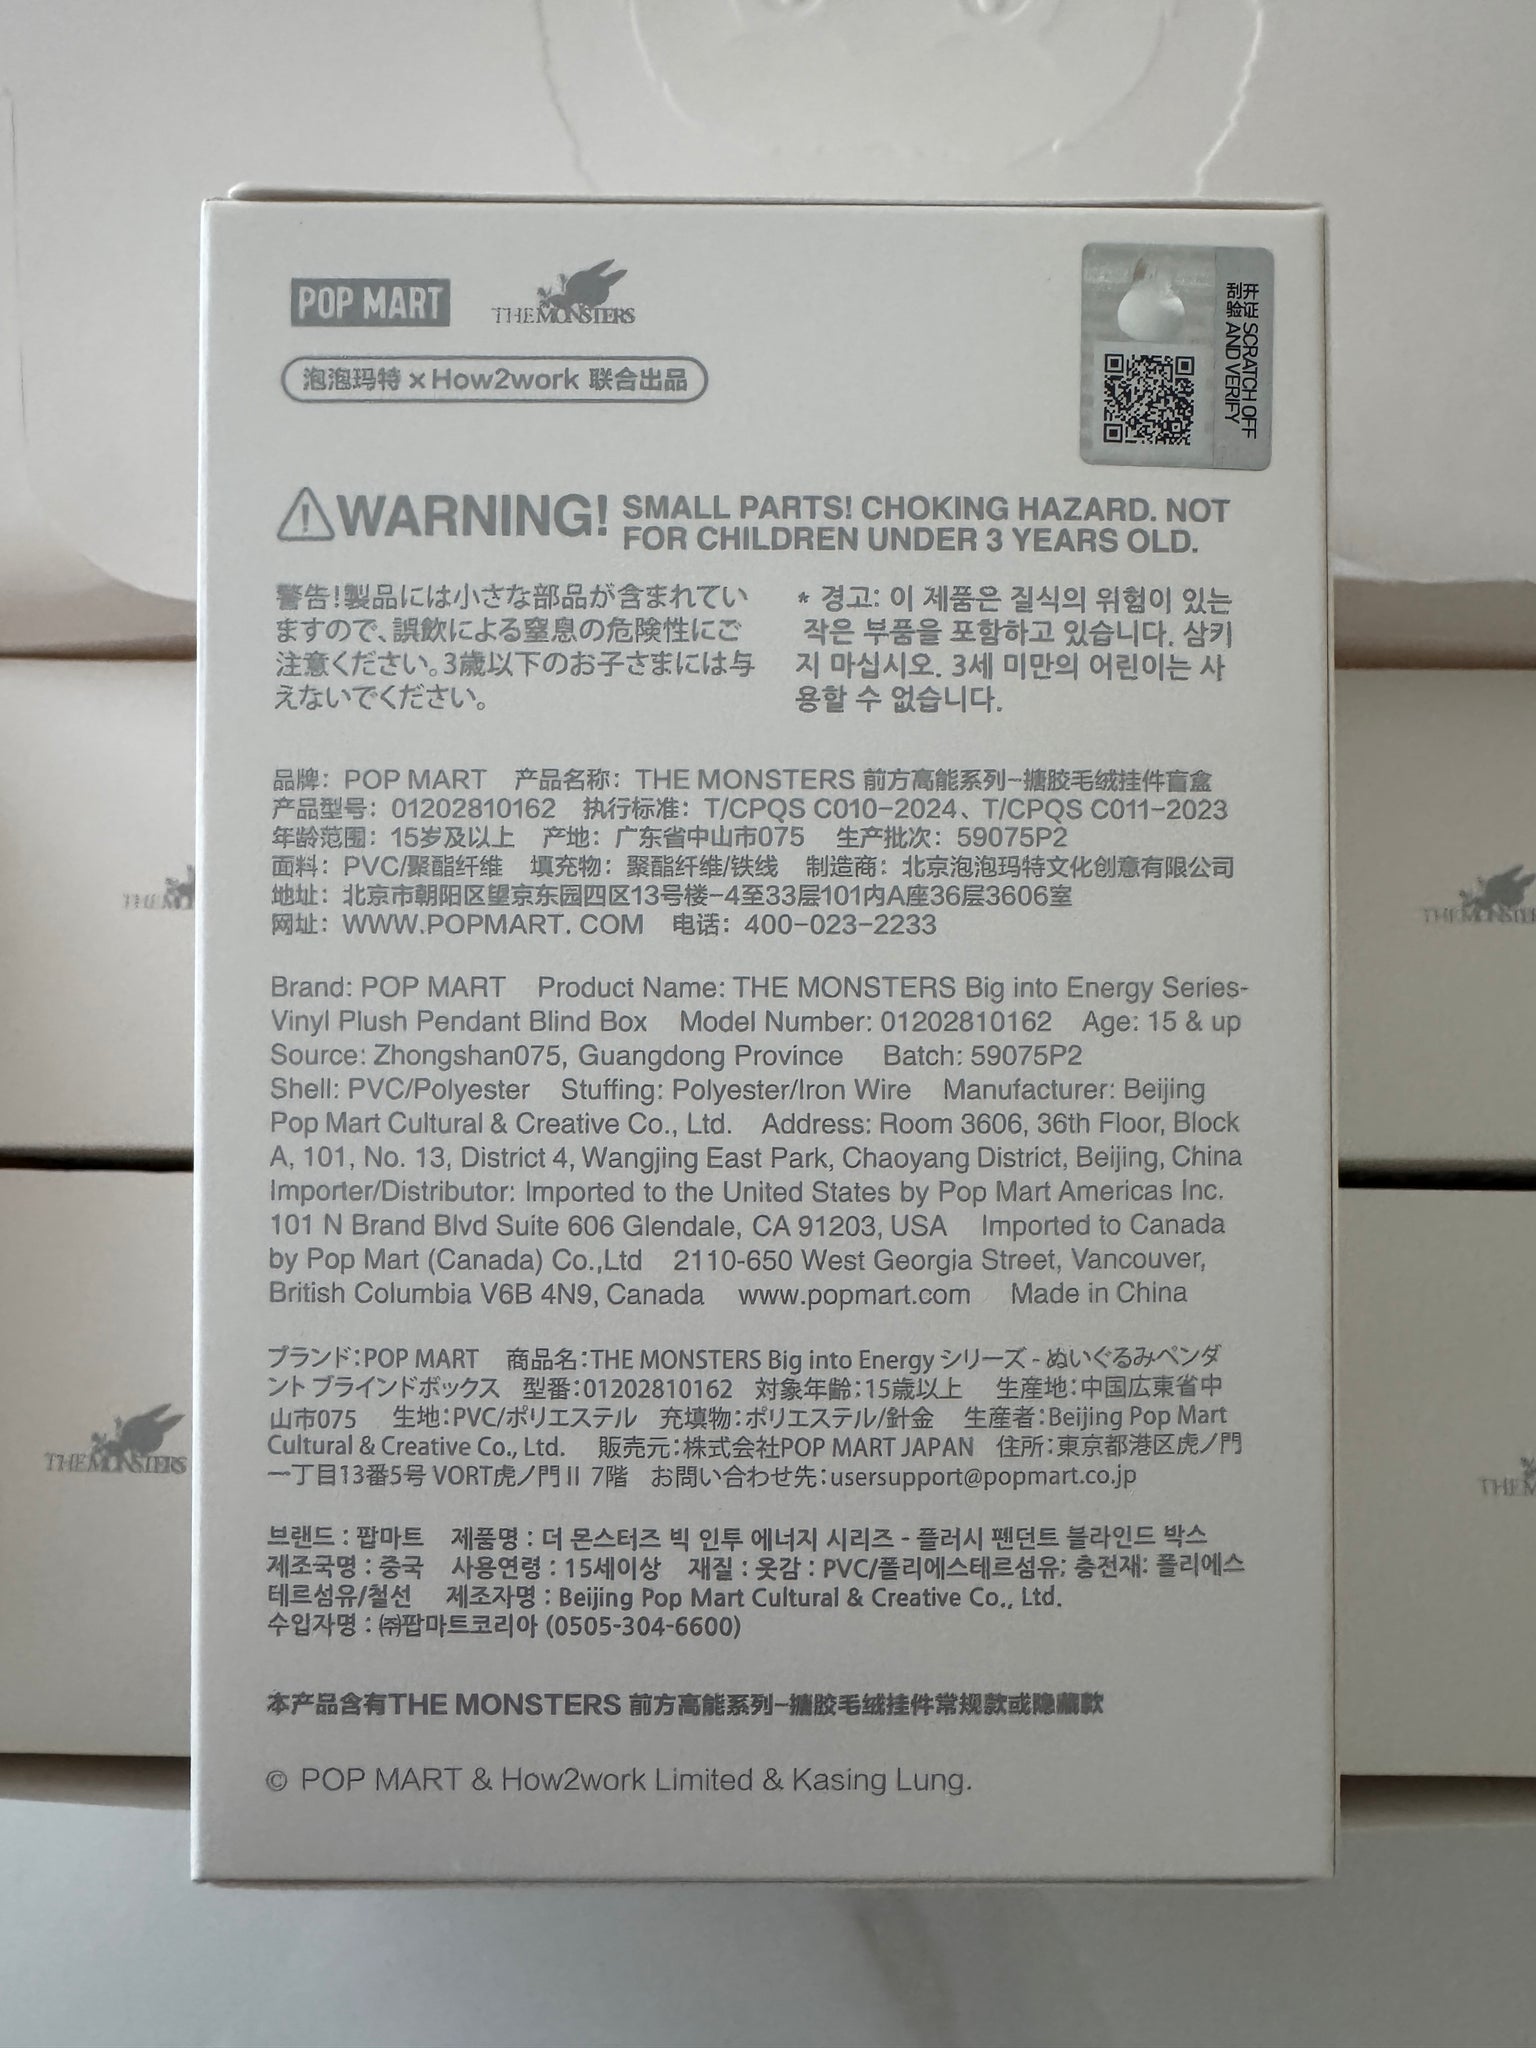 POP MART
THE MONSTERS
泡泡玛特 × How2work 联合出品
开证 SCRATCH OFF
刮验 AND VERIFY
WARNING! SMALL PARTS! CHOKING HAZARD. NOT
FOR CHILDREN UNDER 3 YEARS OLD.
警告!製品には小さな部品が含まれてい
ますので、誤飲による窒息の危険性にご
注意ください。3歳以下のお子さまには与
えないでください。
* 경고: 이 제품은 질식의 위험이 있는
작은 부품을 포함하고 있습니다. 삼키
지 마십시오. 3세 미만의 어린이는 사
용할 수 없습니다.
品牌： POP MART 产品名称： THE MONSTERS 前方高能系列-搪胶毛绒挂件盲盒
产品型号：01202810162 执行标准：T/CPQS C010-2024、T/CPQS C011-2023
年龄范围：15岁及以上 产地：广东省中山市075 生产批次：59075P2
面料：PVC/聚酯纤维 填充物：聚酯纤维/铁线 制造商：北京泡泡玛特文化创意有限公司
地址：北京市朝阳区望京东园四区13号楼-4至33层101内A座36层3606室
网址：WWW.POPMART. COM 电话：400-023-2233
Brand: POP MART Product Name: THE MONSTERS Big into Energy Series-
Vinyl Plush Pendant Blind Box Model Number: 01202810162 Age: 15 & up
Source: Zhongshan075, Guangdong Province Batch: 59075P2
Shell: PVC/Polyester Stuffing: Polyester/Iron Wire Manufacturer: Beijing
Pop Mart Cultural & Creative Co., Ltd. Address: Room 3606, 36th Floor, Block
A, 101, No. 13, District 4, Wangjing East Park, Chaoyang District, Beijing, China
Importer/Distributor: Imported to the United States by Pop Mart Americas Inc.
101 N Brand Blvd Suite 606 Glendale, CA 91203, USA Imported to Canada
by Pop Mart (Canada) Co.,Ltd 2110-650 West Georgia Street, Vancouver,
British Columbia V6B 4N9, Canada www.popmart.com Made in China
ブランド:POP MART 商品名:THE MONSTERS Big into Energy シリーズ - ぬいぐるみペンダ
ント ブラインドボックス 型番:01202810162 対象年齢;15歳以上 生産地:中国広東省中
山市075 生地:PVC/ポリエステル 充填物:ポリエステル/針金 生産者:Beijing Pop Mart
Cultural & Creative Co., Ltd. 販売元:株式会社POP MART JAPAN 住所:東京都港区虎ノ門
一丁目13番5号 VORT虎ノ門II 7階 お問い合わせ先:usersupport@popmart.co.jp
브랜드 : 팝마트 제품명 : 더 몬스터즈 빅 인투 에너지 시리즈 - 플러시 펜던트 블라인드 박스
제조국명 : 중국 사용연령 : 15세이상 재질 : 옷감 : PVC/폴리에스테르섬유; 충전재: 폴리에스
테르섬유/철선 제조자명 : Beijing Pop Mart Cultural & Creative Co., Ltd.
수입자명 : ㈜팝마트코리아 (0505-304-6600)
本产品含有THE MONSTERS 前方高能系列-搪胶毛绒挂件常规款或隐藏款
© POP MART & How2work Limited & Kasing Lung.
THE MONSTERS